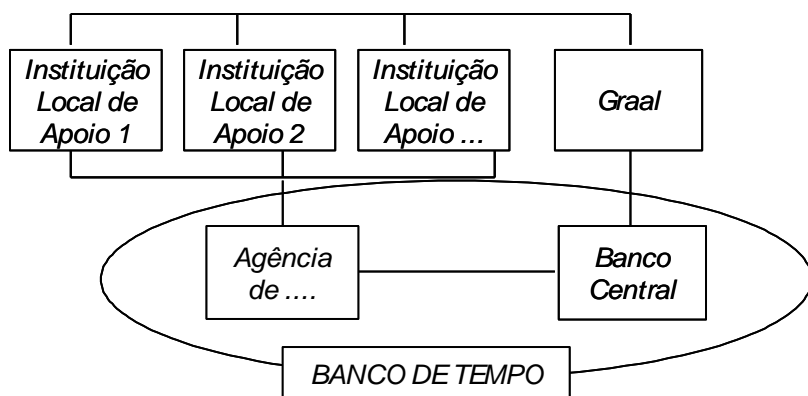 Instituição
Local de
Apoio 1
Instituição
Local de
Apoio 2
Instituição
Local de
Apoio ...
Graal
Agência
de ....
Banco
Central
BANCO DE TEMPO